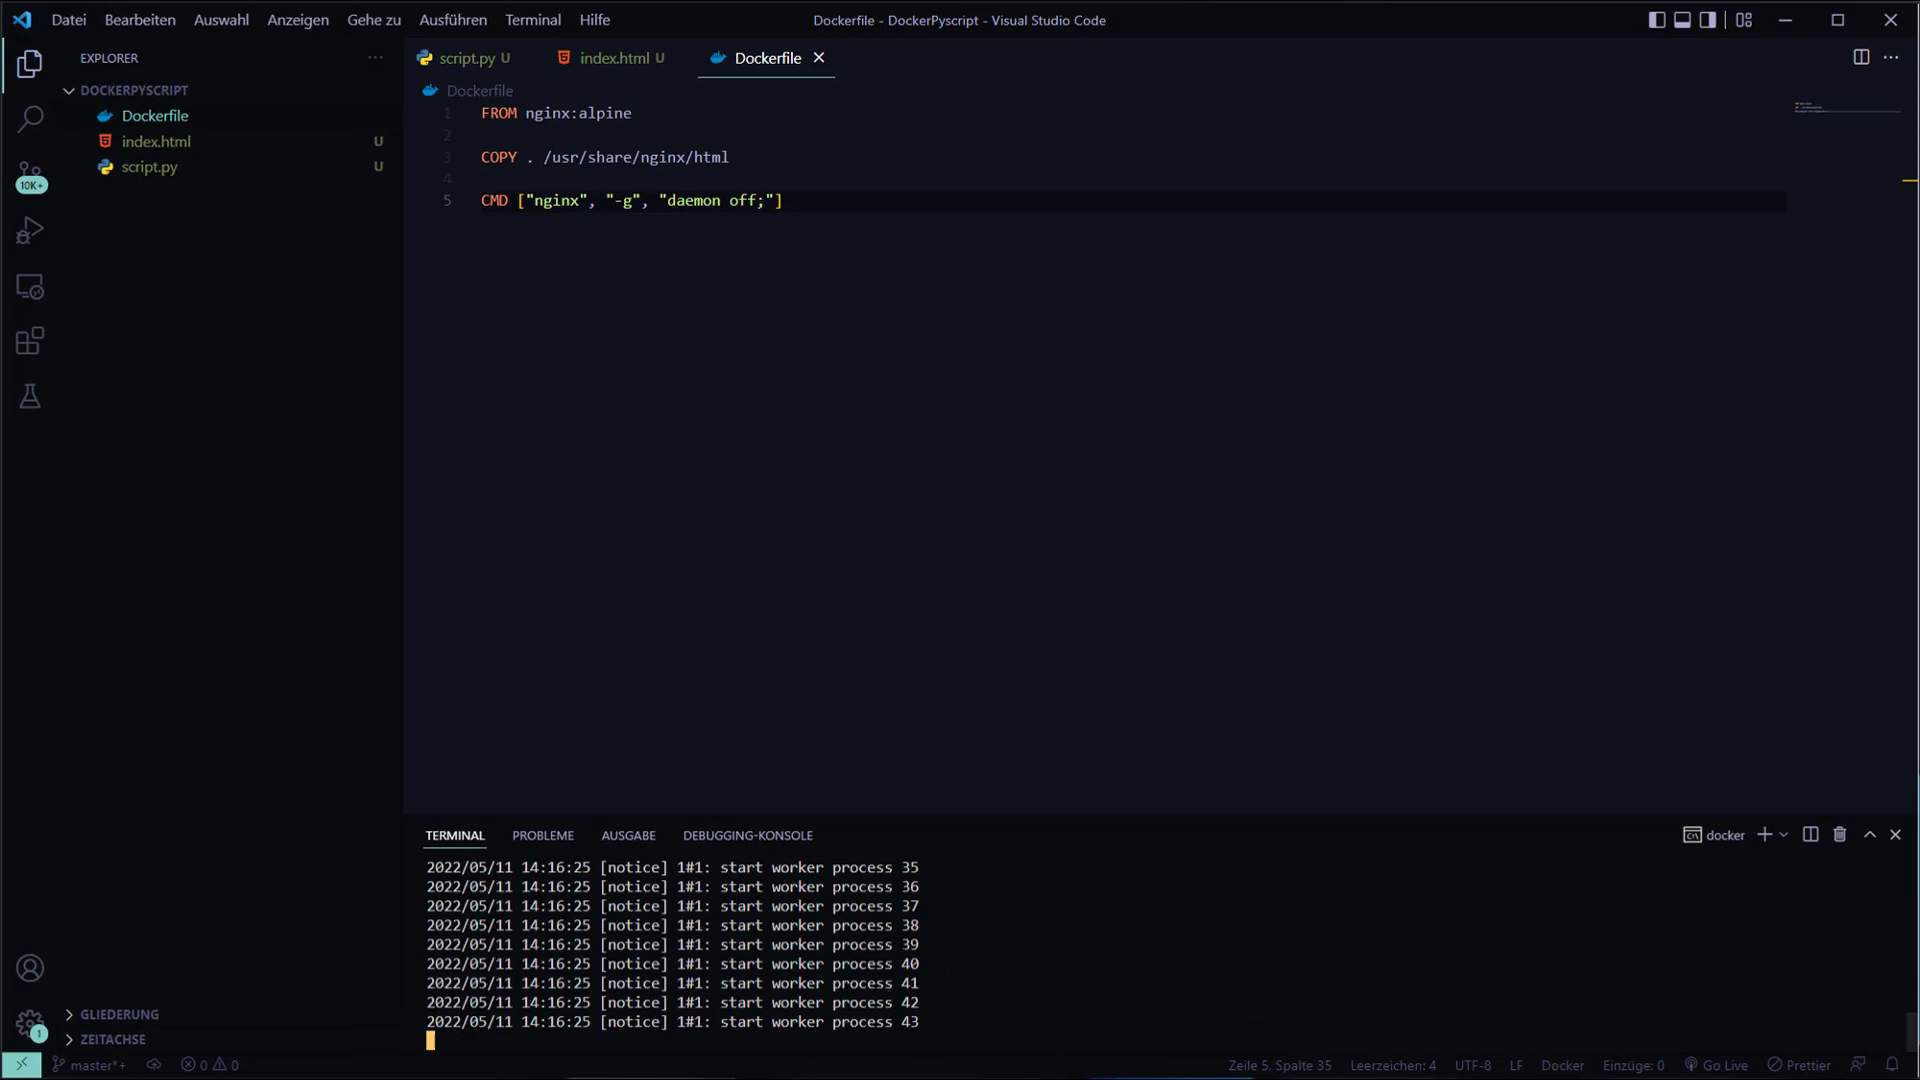 Datei Bearbeiten Auswahl Anzeigen Gehe zu Ausführen Terminal Hilfe
Dockerfile - DockerPyscript - Visual Studio Code
EXPLORER
script.py U
index.html U
Dockerfile
DOCKERPYSCRIPT
Dockerfile
index.html U
script.py U
10K+
Dockerfile
1 FROM nginx:alpine
2
3 COPY . /usr/share/nginx/html
4
5 CMD ["nginx", "-g", "daemon off;"]
TERMINAL PROBLEME AUSGABE DEBUGGING-KONSOLE
docker
2022/05/11 14:16:25 [notice] 1#1: start worker process 35
2022/05/11 14:16:25 [notice] 1#1: start worker process 36
2022/05/11 14:16:25 [notice] 1#1: start worker process 37
2022/05/11 14:16:25 [notice] 1#1: start worker process 38
2022/05/11 14:16:25 [notice] 1#1: start worker process 39
2022/05/11 14:16:25 [notice] 1#1: start worker process 40
2022/05/11 14:16:25 [notice] 1#1: start worker process 41
2022/05/11 14:16:25 [notice] 1#1: start worker process 42
2022/05/11 14:16:25 [notice] 1#1: start worker process 43
GLIEDERUNG
1
ZEITACHSE
master*+ 0 0
Zeile 5, Spalte 35 Leerzeichen: 4 UTF-8 LF Docker Einzüge: 0 Go Live Prettier